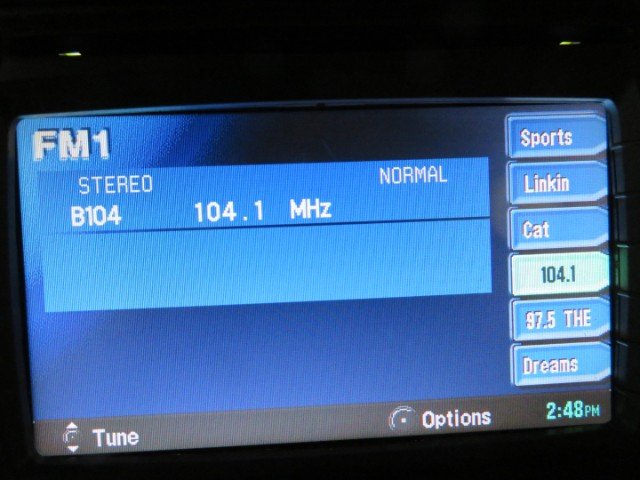 FM1
STEREO NORMAL
B104 104.1 MHz
Sports
Linkin
Cat
104.1
97.5 THE
Dreams
Tune
Options
2:48PM